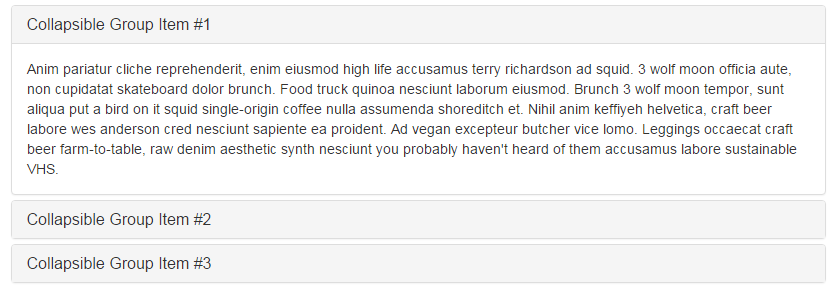 Collapsible Group Item #1
Anim pariatur cliche reprehenderit, enim eiusmod high life accusamus terry richardson ad squid. 3 wolf moon officia aute,
non cupidatat skateboard dolor brunch. Food truck quinoa nesciunt laborum eiusmod. Brunch 3 wolf moon tempor, sunt
aliqua put a bird on it squid single-origin coffee nulla assumenda shoreditch et. Nihil anim keffiyeh helvetica, craft beer
labore wes anderson cred nesciunt sapiente ea proident. Ad vegan excepteur butcher vice lomo. Leggings occaecat craft
beer farm-to-table, raw denim aesthetic synth nesciunt you probably haven't heard of them accusamus labore sustainable
VHS.
Collapsible Group Item #2
Collapsible Group Item #3